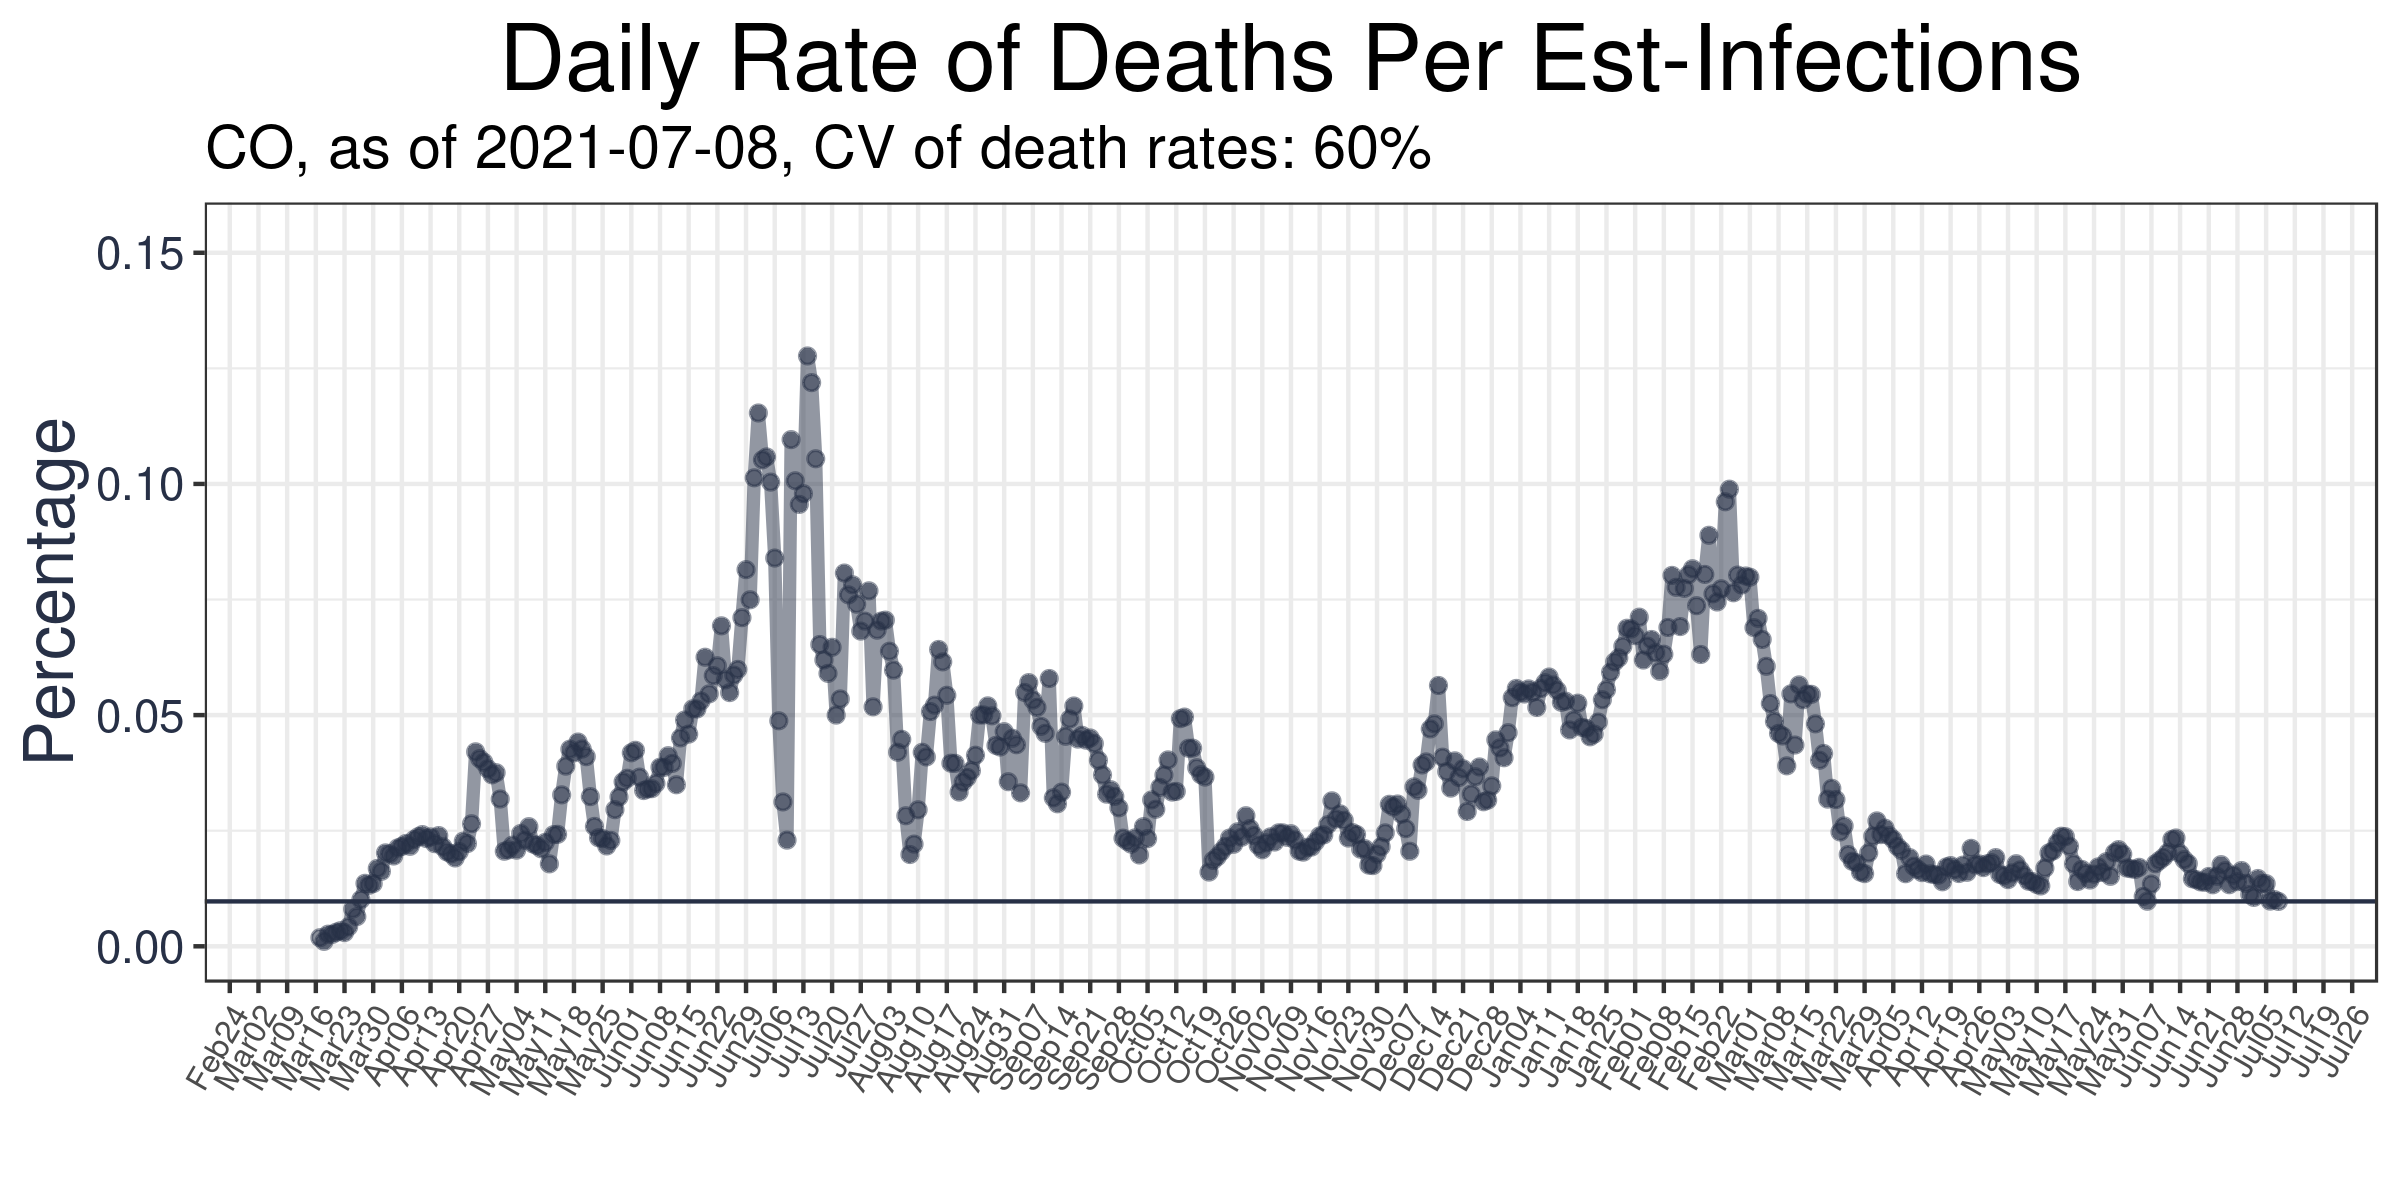 Daily Rate of Deaths Per Est-Infections
CO, as of 2021-07-08, CV of death rates: 60%
Percentage
0.15
0.10
0.05
0.00
Feb24
Mar02
Mar09
Mar16
Mar23
Mar30
Apr06
Apr13
Apr20
Apr27
May04
May11
May18
May25
Jun01
Jun08
Jun15
Jun22
Jun29
Jul06
Jul13
Jul20
Jul27
Aug03
Aug10
Aug17
Aug24
Aug31
Sep07
Sep14
Sep21
Sep28
Oct05
Oct12
Oct19
Oct26
Nov02
Nov09
Nov16
Nov23
Nov30
Dec07
Dec14
Dec21
Dec28
Jan04
Jan11
Jan18
Jan25
Feb01
Feb08
Feb15
Feb22
Mar01
Mar08
Mar15
Mar22
Mar29
Apr05
Apr12
Apr19
Apr26
May03
May10
May17
May24
May31
Jun07
Jun14
Jun21
Jun28
Jul05
Jul12
Jul19
Jul26